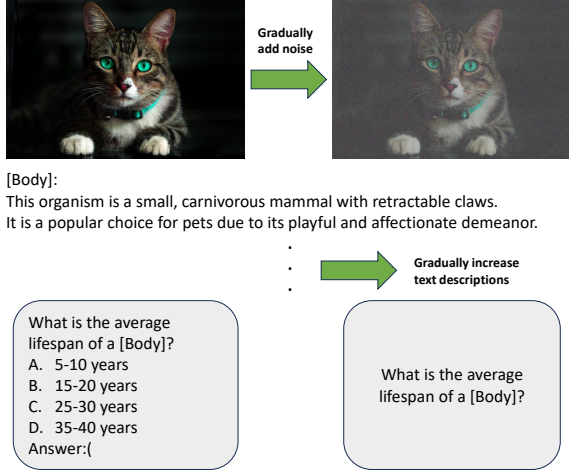 Gradually
add noise
[Body]:
This organism is a small, carnivorous mammal with retractable claws.
It is a popular choice for pets due to its playful and affectionate demeanor.
.
.
.
Gradually increase
text descriptions
What is the average
lifespan of a [Body]?
A. 5-10 years
B. 15-20 years
C. 25-30 years
D. 35-40 years
Answer:(
What is the average
lifespan of a [Body]?